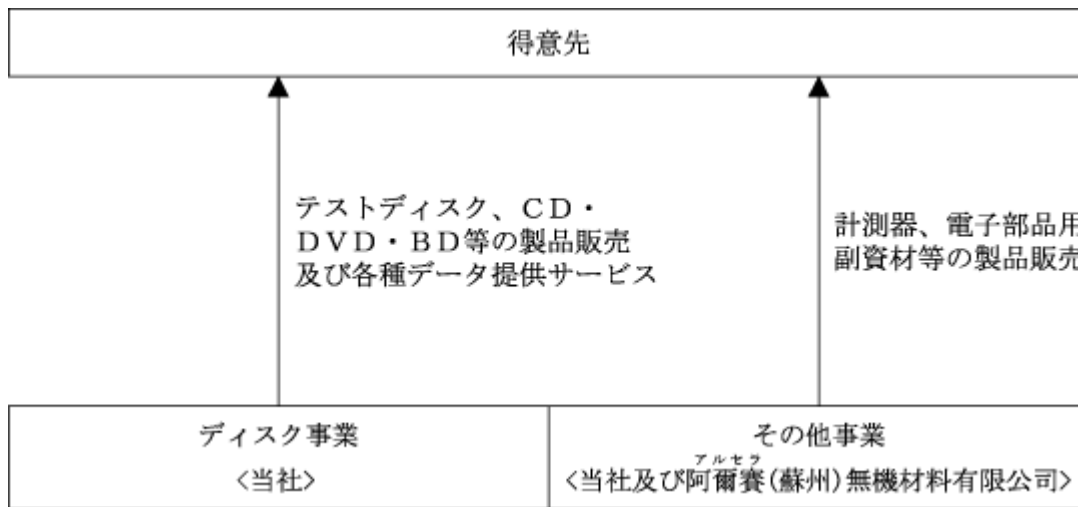 得意先
テストディスク、ＣＤ・
ＤＶＤ・ＢＤ等の製品販売
及び各種データ提供サービス
計測器、電子部品用
副資材等の製品販売
ディスク事業
<当社>
その他事業
アルセラ
<当社及び阿爾賽(蘇州)無機材料有限公司>